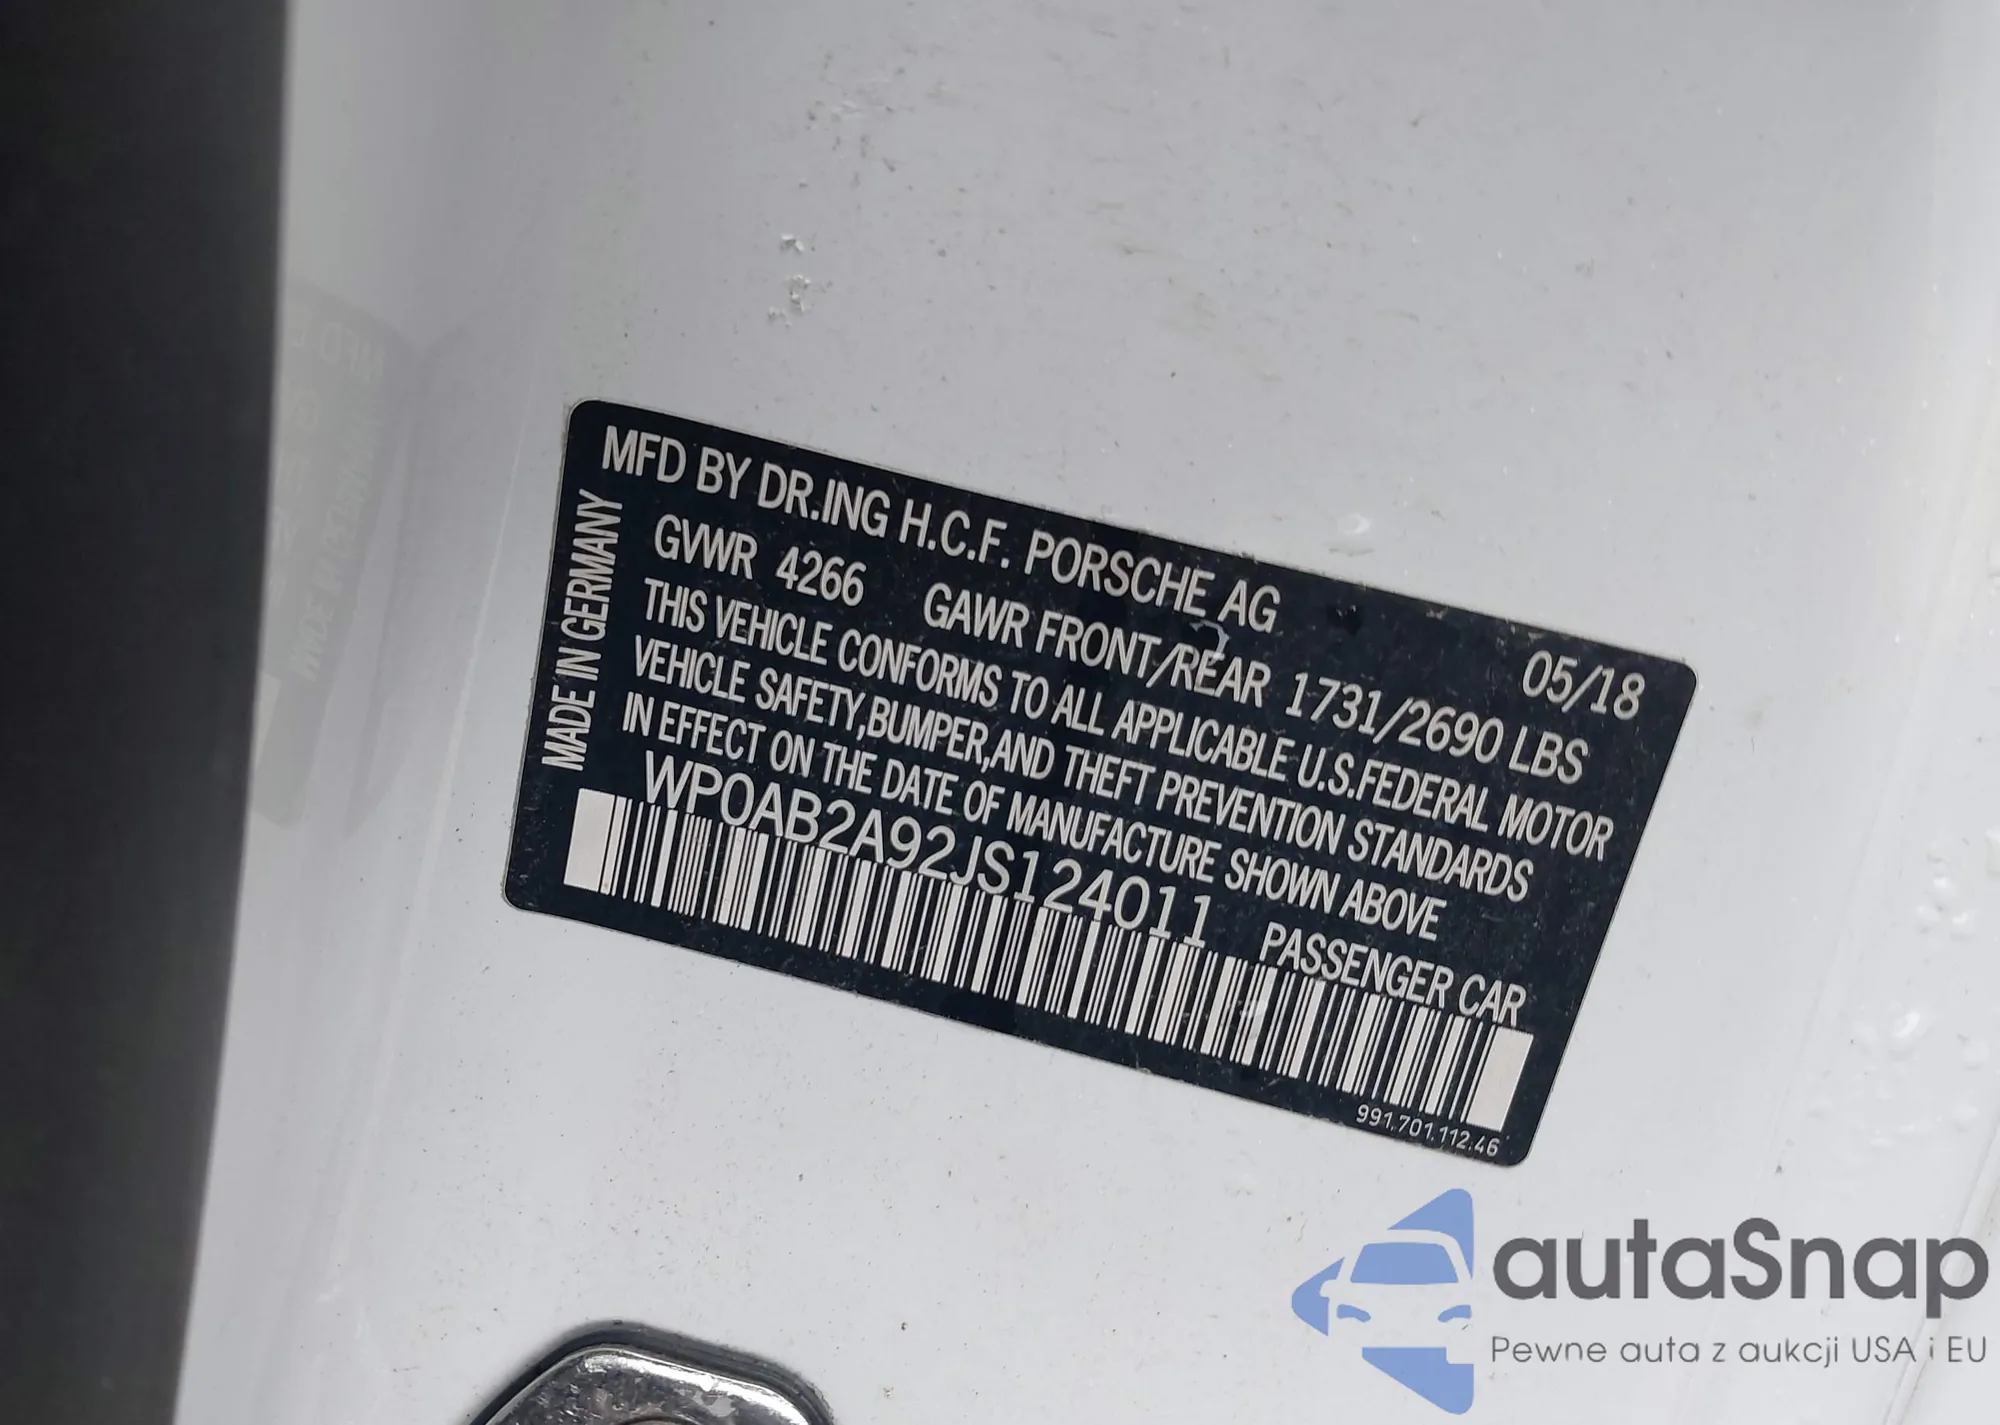 MFD BY DR.ING H.C.F. PORSCHE AG 05/18
GVWR 4266 GAWR FRONT/REAR 1731/2690 LBS
THIS VEHICLE CONFORMS TO ALL APPLICABLE U.S.FEDERAL MOTOR
VEHICLE SAFETY,BUMPER,AND THEFT PREVENTION STANDARDS
IN EFFECT ON THE DATE OF MANUFACTURE SHOWN ABOVE
WP0AB2A92JS124011 PASSENGER CAR
991.701.112.46
MADE IN GERMANY
autaSnap
Pewne auta z aukcji USA i EU